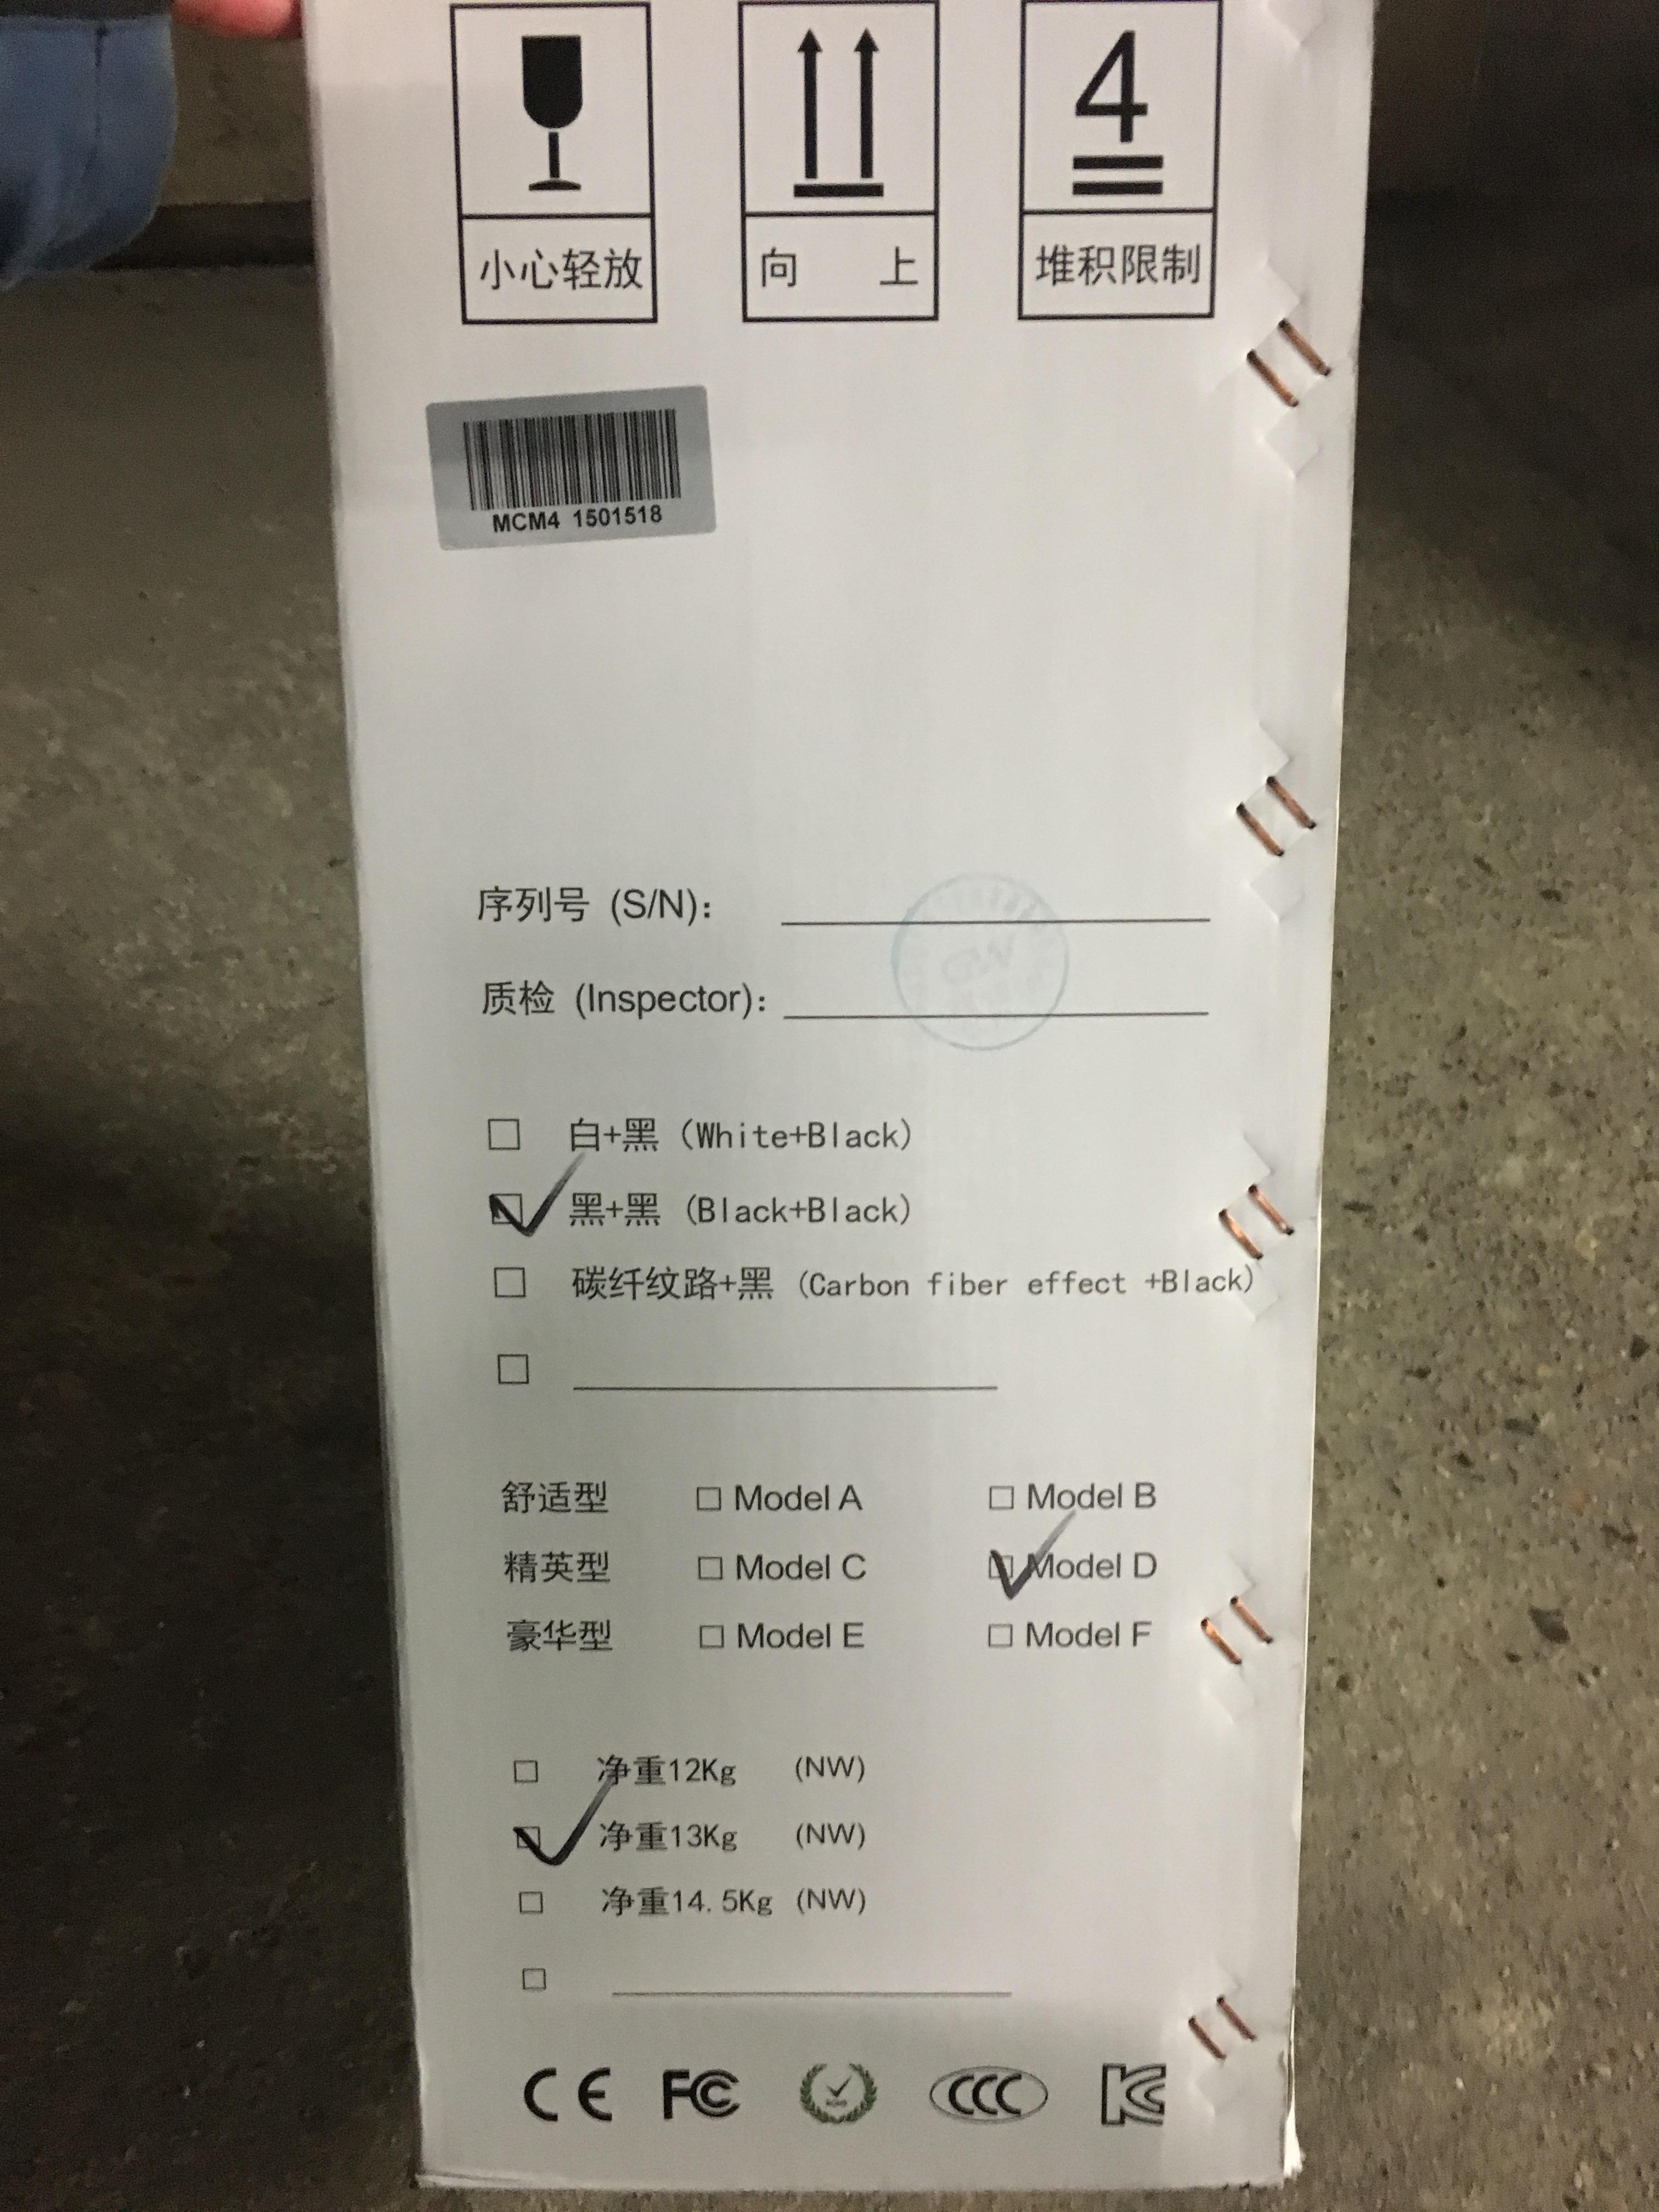 4
小心轻放
向 上
堆积限制
MCM4 1501518
序列号 (S/N):
质检 (Inspector):
白+黑 (White+Black)
黑+黑 (Black+Black)
碳纤纹路+黑 (Carbon fiber effect +Black)
舒适型 Model A Model B
精英型 Model C Model D
豪华型 Model E Model F
净重12Kg (NW)
净重13Kg (NW)
净重14.5Kg (NW)
CE FC CCC KC